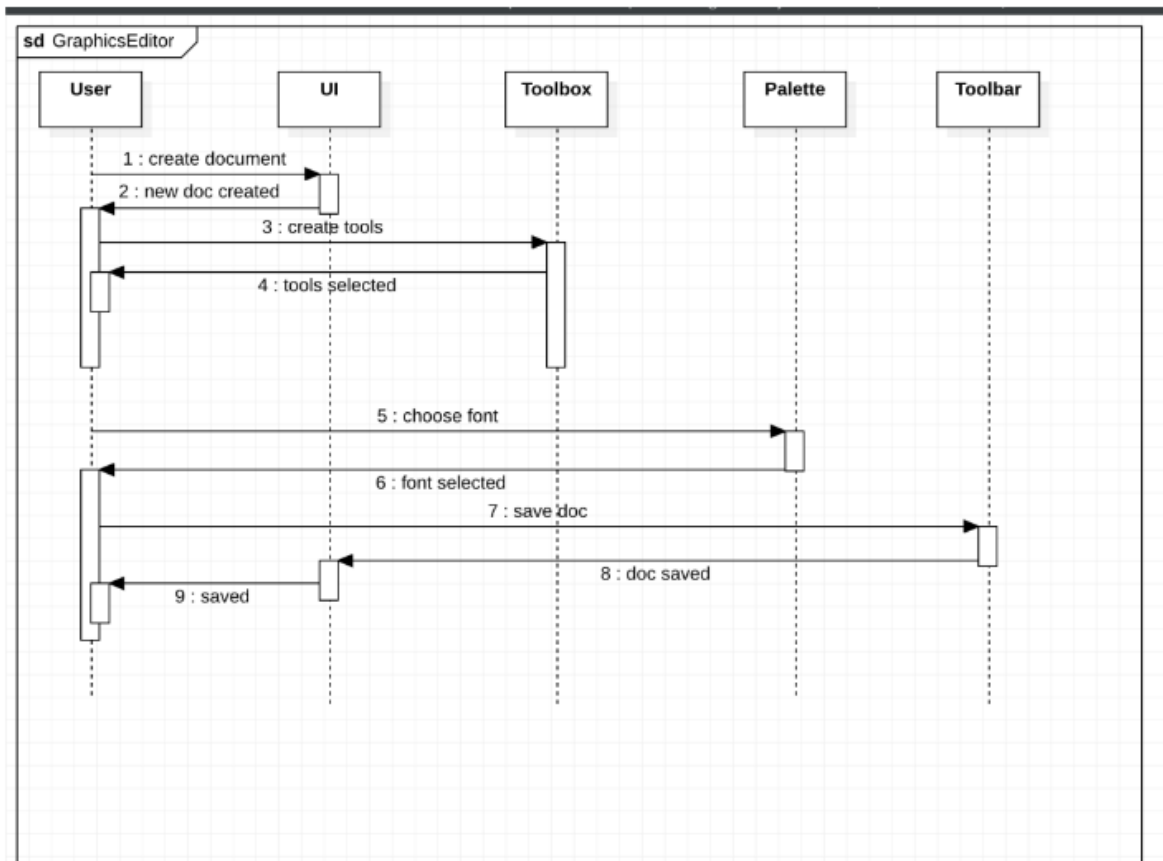 sd GraphicsEditor
User
UI
Toolbox
Palette
Toolbar
1 : create document
2 : new doc created
3 : create tools
4 : tools selected
5 : choose font
6 : font selected
7 : save doc
8 : doc saved
9 : saved